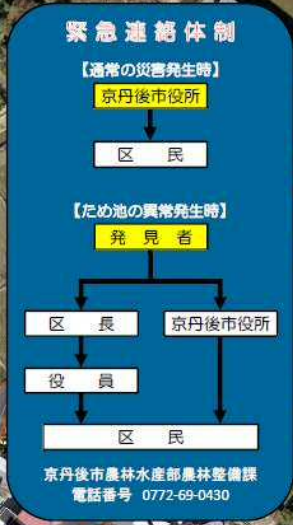 緊急連絡体制
【通常の災害発生時】
京丹後市役所
区 民
【ため池の異常発生時】
発 見 者
区 長 京丹後市役所
役 員
区 民
京丹後市農林水産部農林整備課
電話番号 0772-69-0430